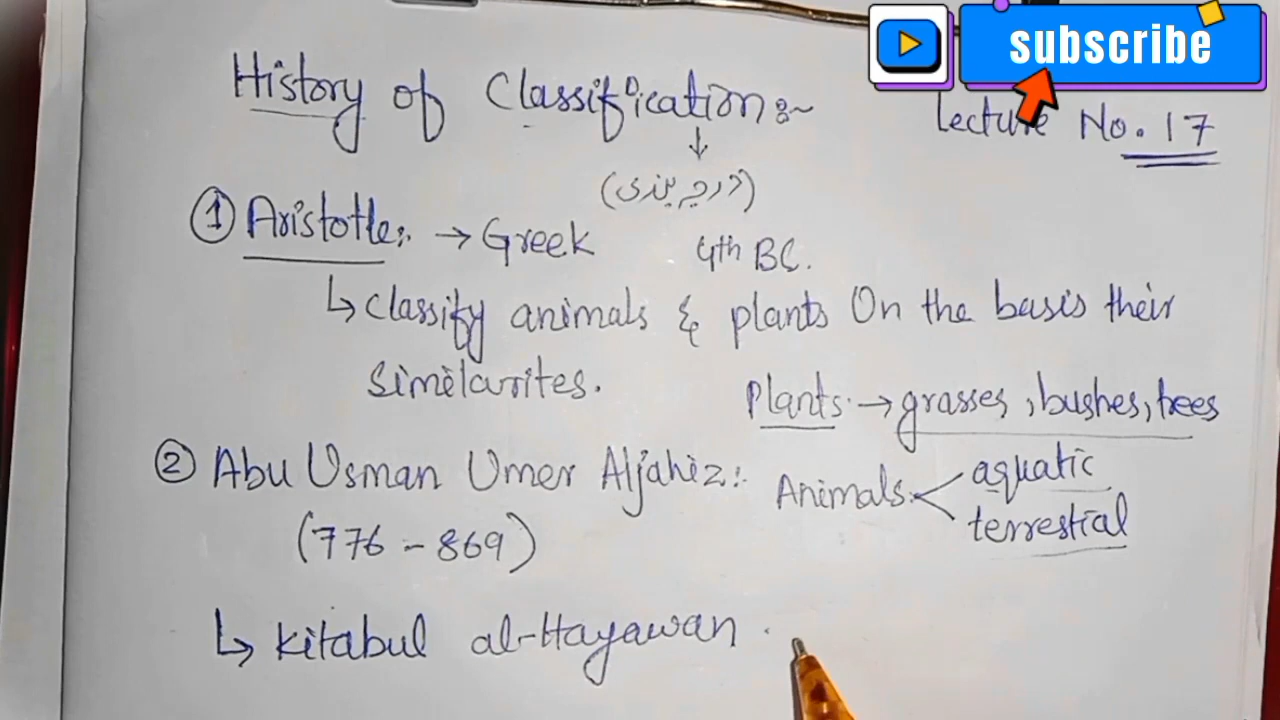 subscribe
History of Classification:~
Lecture No. 17
(درجہ بندی)
① Aristotle:. → Greek 4th BC.
↳ Classify animals & plants On the basis their
similarites.
Plants → grasses, bushes, trees
② Abu Usman Umer Aljahiz:.
Animals:
aquatic
terrestial
(776 - 869)
↳ Kitabul al-Hayawan